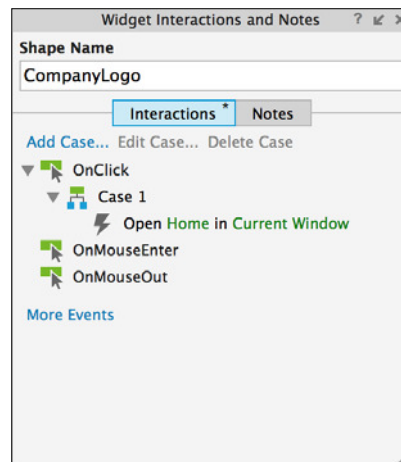 Widget Interactions and Notes ?
Shape Name
CompanyLogo
Interactions * Notes
Add Case... Edit Case... Delete Case
OnClick
Case 1
Open Home in Current Window
OnMouseEnter
OnMouseOut
More Events